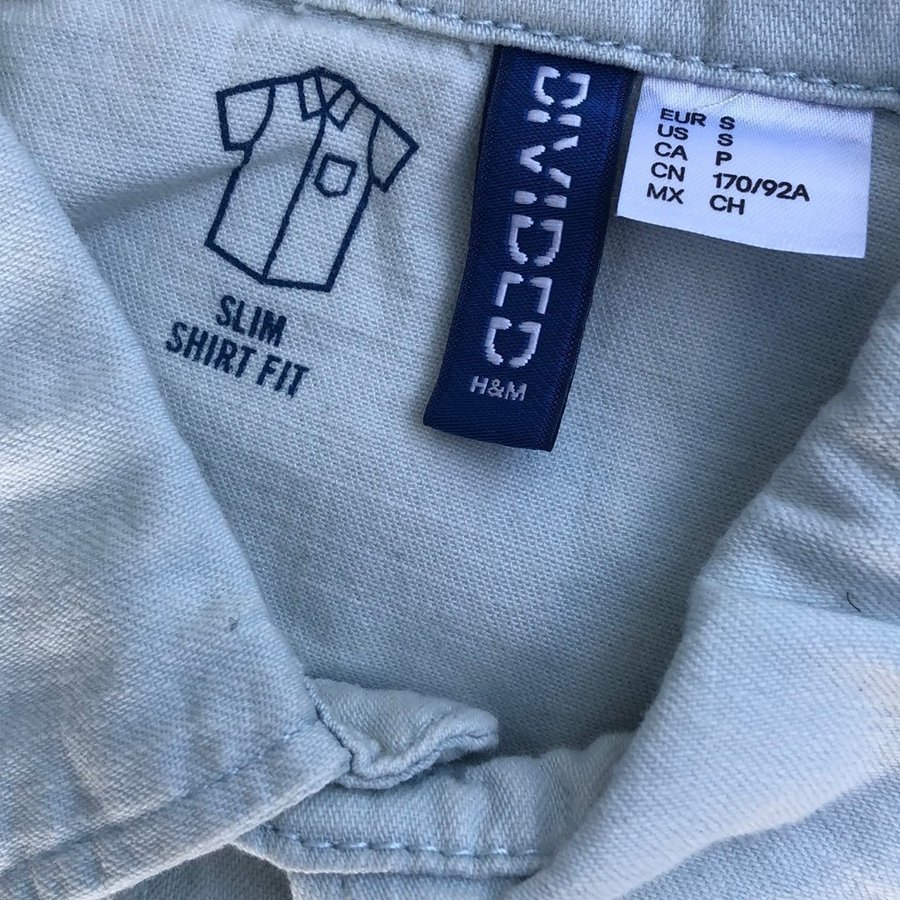 SLIM
SHIRT FIT
DIVIDED
H&M
EUR S
US S
CA P
CN 170/92A
MX CH